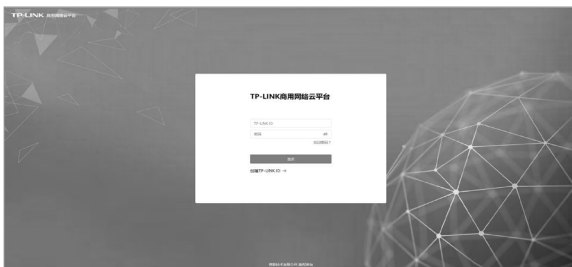 TP-LINK 商用网络云平台
TP-LINK商用网络云平台
TP-LINK ID
密码
忘记密码？
登录
创建TP-LINK ID →